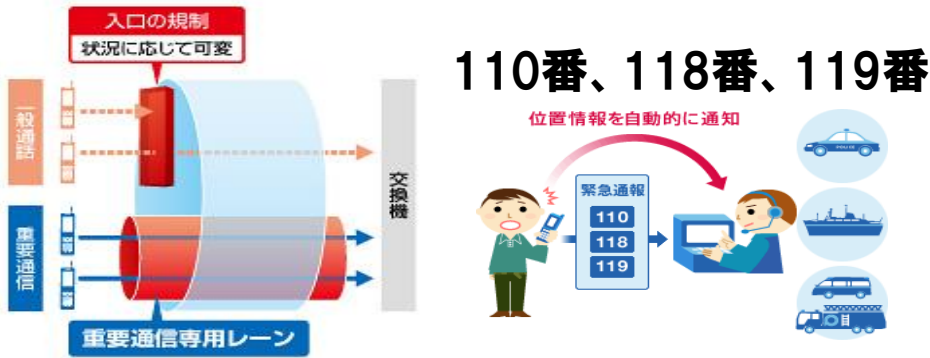 入口の規制
状況に応じて可変
一般通話
重要通信
交換機
重要通信専用レーン
110番、118番、119番
位置情報を自動的に通知
緊急通報
110
118
119
POLICE